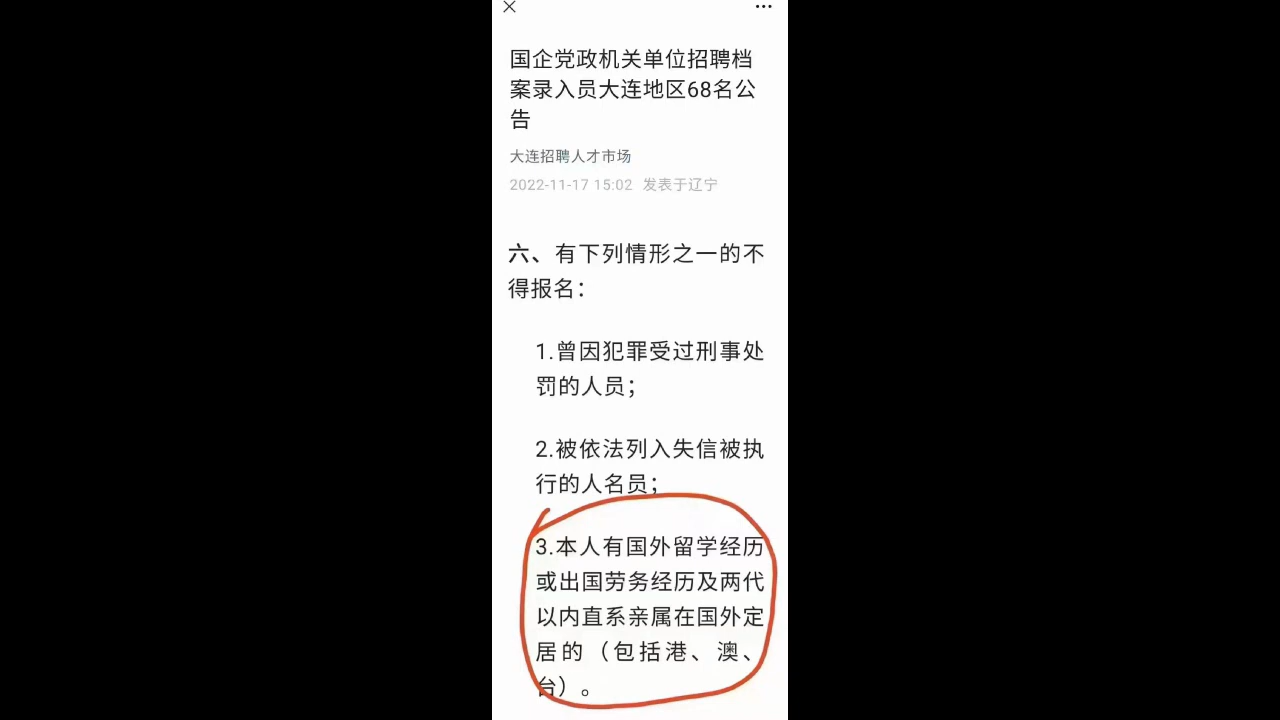 国企党政机关单位招聘档
案录入员大连地区68名公
告
大连招聘人才市场
2022-11-17 15:02 发表于辽宁
六、有下列情形之一的不
得报名：
1.曾因犯罪受过刑事处
罚的人员；
2.被依法列入失信被执
行的人名员；
3.本人有国外留学经历
或出国劳务经历及两代
以内直系亲属在国外定
居的（包括港、澳、
台）。